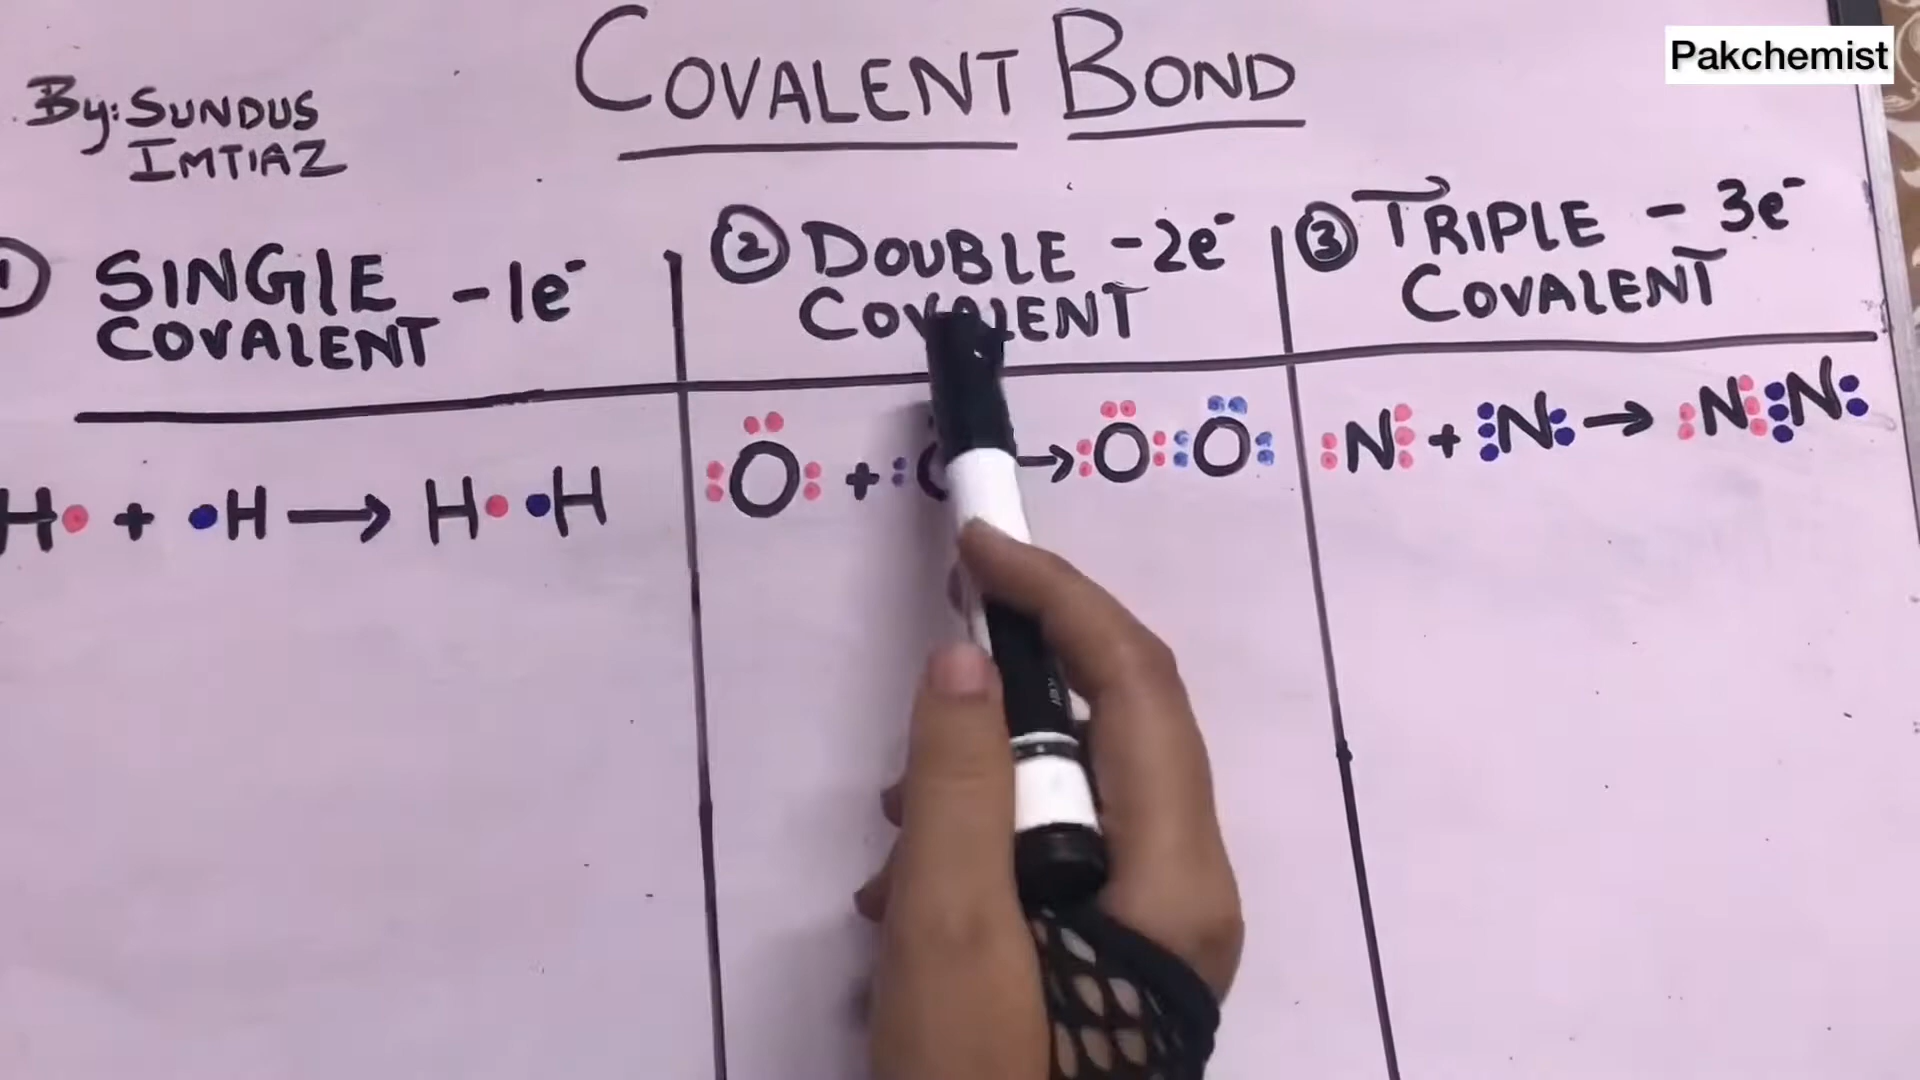 Pakchemist
COVALENT BOND
By: SUNDUS
IMTIAZ
① SINGLE
COVALENT - 1e⁻
② DOUBLE - 2e⁻
COVALENT
③ TRIPLE - 3e⁻
COVALENT
H• + •H → H• •H
O + → O O
N + N → N N